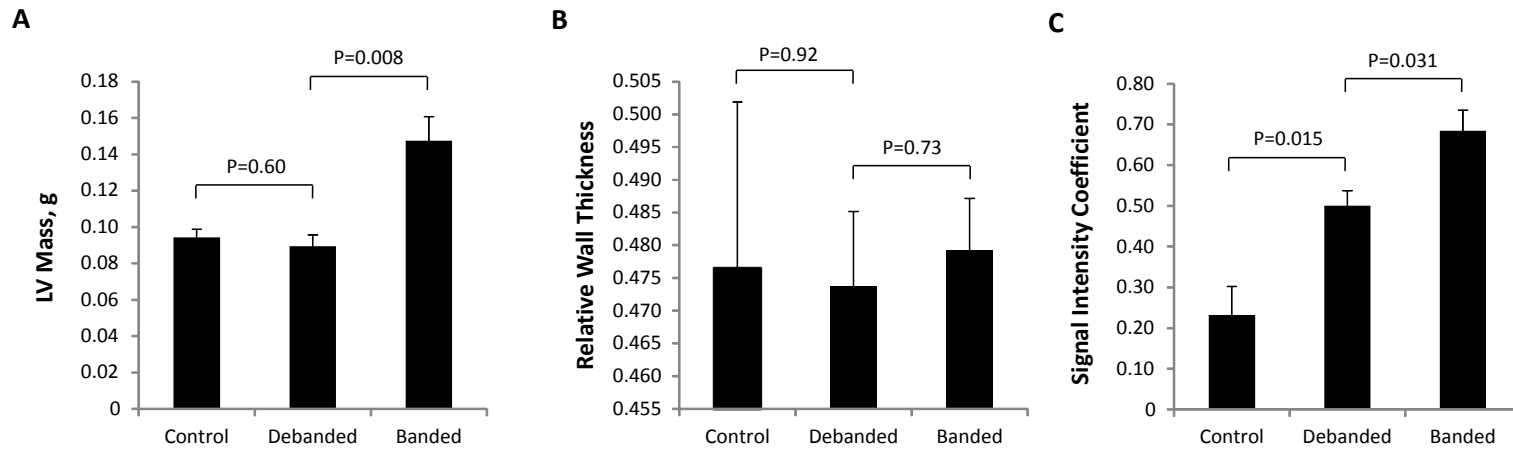 A
P=0.008
P=0.60
LV Mass, g
0.18
0.16
0.14
0.12
0.10
0.08
0.06
0.04
0.02
0
Control Debanded Banded
B
P=0.92
P=0.73
Relative Wall Thickness
0.505
0.500
0.495
0.490
0.485
0.480
0.475
0.470
0.465
0.460
0.455
Control Debanded Banded
C
P=0.031
P=0.015
Signal Intensity Coefficient
0.80
0.70
0.60
0.50
0.40
0.30
0.20
0.10
0
Control Debanded Banded